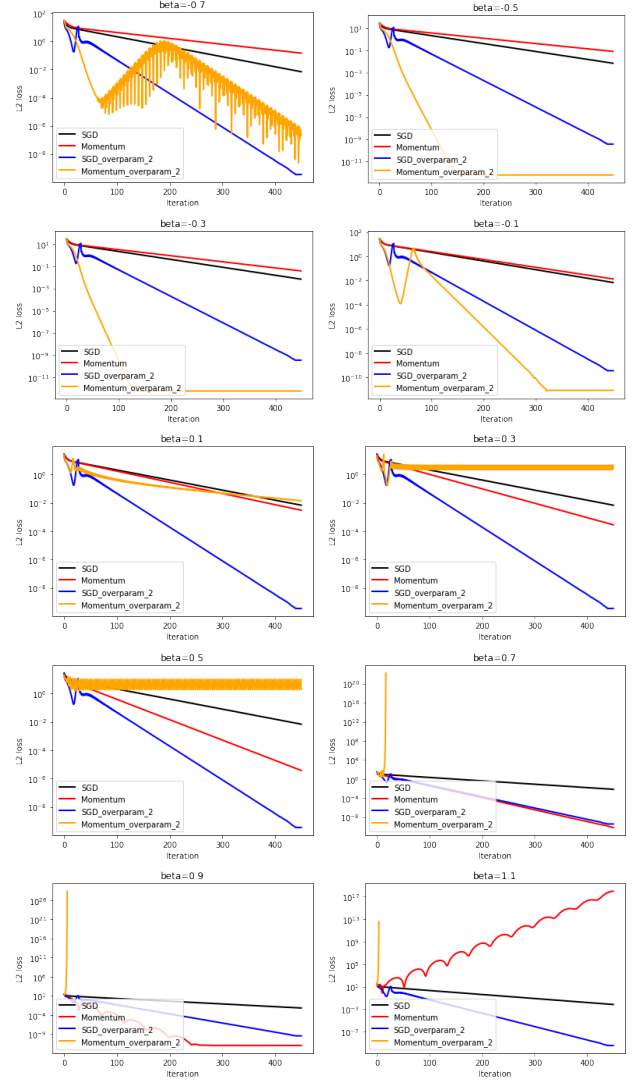 beta=-0.7
10^2
10^0
10^-2
10^-4
10^-6
10^-8
L2 loss
SGD
Momentum
SGD_overparam_2
Momentum_overparam_2
0 100 200 300 400
Iteration
beta=-0.5
10^1
10^-1
10^-3
10^-5
10^-7
10^-9
10^-11
L2 loss
SGD
Momentum
SGD_overparam_2
Momentum_overparam_2
0 100 200 300 400
Iteration
beta=-0.3
10^1
10^-1
10^-3
10^-5
10^-7
10^-9
10^-11
L2 loss
SGD
Momentum
SGD_overparam_2
Momentum_overparam_2
0 100 200 300 400
Iteration
beta=-0.1
10^0
10^-2
10^-4
10^-6
10^-8
10^-10
L2 loss
SGD
Momentum
SGD_overparam_2
Momentum_overparam_2
0 100 200 300 400
Iteration
beta=0.1
10^0
10^-2
10^-4
10^-6
10^-8
L2 loss
SGD
Momentum
SGD_overparam_2
Momentum_overparam_2
0 100 200 300 400
Iteration
beta=0.3
10^0
10^-2
10^-4
10^-6
10^-8
L2 loss
SGD
Momentum
SGD_overparam_2
Momentum_overparam_2
0 100 200 300 400
Iteration
beta=0.5
10^0
10^-2
10^-4
10^-6
10^-8
L2 loss
SGD
Momentum
SGD_overparam_2
Momentum_overparam_2
0 100 200 300 400
Iteration
beta=0.7
10^20
10^16
10^12
10^8
10^4
10^0
10^-4
10^-8
L2 loss
SGD
Momentum
SGD_overparam_2
Momentum_overparam_2
0 100 200 300 400
Iteration
beta=0.9
10^26
10^21
10^16
10^11
10^6
10^1
10^-4
10^-9
L2 loss
SGD
Momentum
SGD_overparam_2
Momentum_overparam_2
0 100 200 300 400
Iteration
beta=1.1
10^17
10^13
10^9
10^5
10^1
10^-3
10^-7
L2 loss
SGD
Momentum
SGD_overparam_2
Momentum_overparam_2
0 100 200 300 400
Iteration